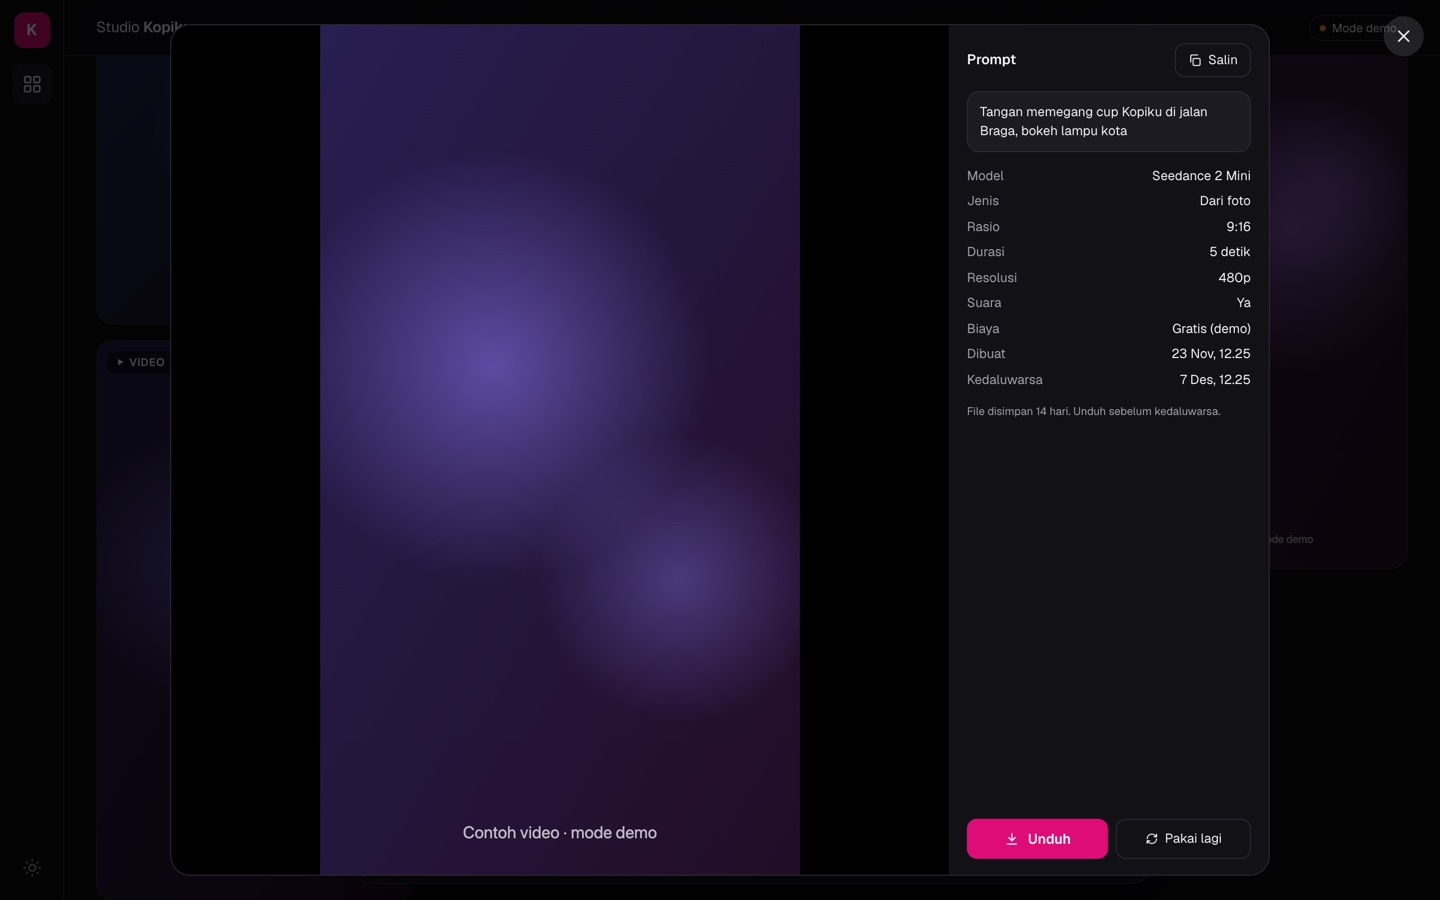 K
Studio Kopik
Mode demo
VIDEO
Contoh video · mode demo
Prompt
Salin
Tangan memegang cup Kopiku di jalan
Braga, bokeh lampu kota
Model Seedance 2 Mini
Jenis Dari foto
Rasio 9:16
Durasi 5 detik
Resolusi 480p
Suara Ya
Biaya Gratis (demo)
Dibuat 23 Nov, 12.25
Kedaluwarsa 7 Des, 12.25
File disimpan 14 hari. Unduh sebelum kedaluwarsa.
Unduh
Pakai lagi
demo